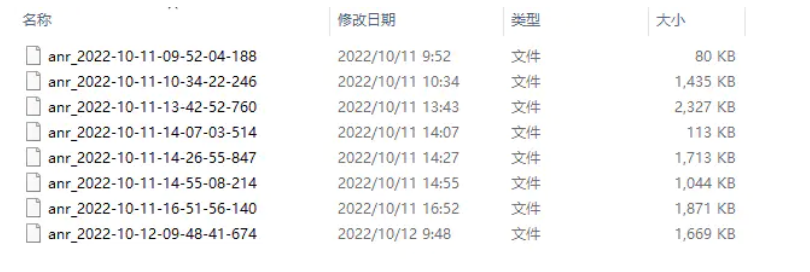 名称 修改日期 类型 大小
anr_2022-10-11-09-52-04-188 2022/10/11 9:52 文件 80 KB
anr_2022-10-11-10-34-22-246 2022/10/11 10:34 文件 1,435 KB
anr_2022-10-11-13-42-52-760 2022/10/11 13:43 文件 2,327 KB
anr_2022-10-11-14-07-03-514 2022/10/11 14:07 文件 113 KB
anr_2022-10-11-14-26-55-847 2022/10/11 14:27 文件 1,713 KB
anr_2022-10-11-14-55-08-214 2022/10/11 14:55 文件 1,044 KB
anr_2022-10-11-16-51-56-140 2022/10/11 16:52 文件 1,871 KB
anr_2022-10-12-09-48-41-674 2022/10/12 9:48 文件 1,669 KB